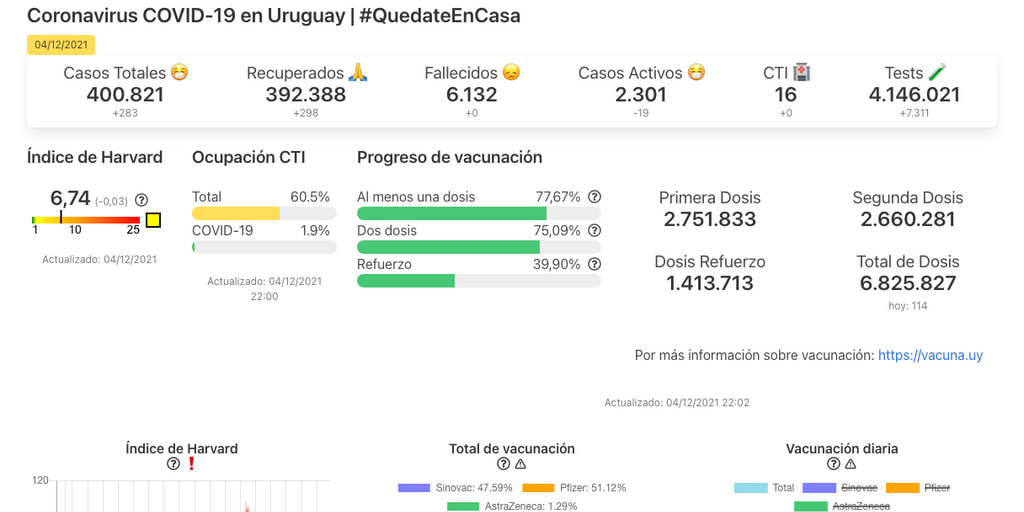 Coronavirus COVID-19 en Uruguay | #QuedateEnCasa
04/12/2021
Casos Totales 😷 Recuperados 🙏 Fallecidos 😞 Casos Activos 😷 CTI 🏥 Tests 🧪
400.821 392.388 6.132 2.301 16 4.146.021
+283 +298 +0 -19 +0 +7.311
Índice de Harvard Ocupación CTI Progreso de vacunación
6,74 (-0,03)
1 10 25
Actualizado: 04/12/2021
Total 60.5%
COVID-19 1.9%
Actualizado: 04/12/2021
22:00
Al menos una dosis 77,67%
Dos dosis 75,09%
Refuerzo 39,90%
Primera Dosis Segunda Dosis
2.751.833 2.660.281
Dosis Refuerzo Total de Dosis
1.413.713 6.825.827
hoy: 114
Por más información sobre vacunación: https://vacuna.uy
Actualizado: 04/12/2021 22:02
Índice de Harvard
❗
120
Total de vacunación
⚠
Sinovac: 47.59% Pfizer: 51.12%
AstraZeneca: 1.29%
Vacunación diaria
⚠
Total Sinovac Pfizer
AstraZeneca